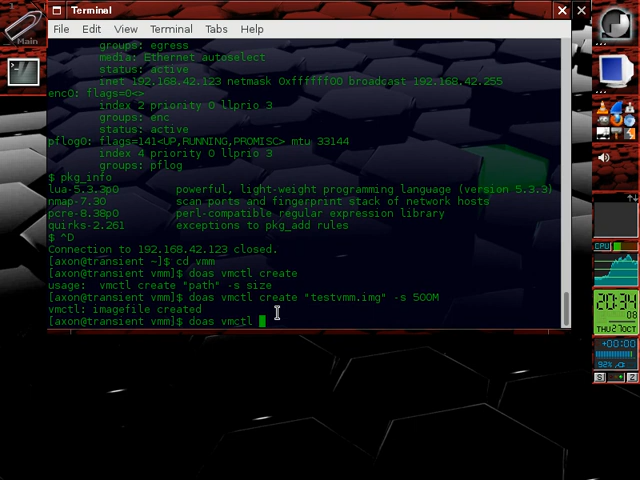 Main
Terminal
File Edit View Terminal Tabs Help
groups: egress
media: Ethernet autoselect
status: active
inet 192.168.42.123 netmask 0xffffff00 broadcast 192.168.42.255
enc0: flags=0<>
index 2 priority 0 llprio 3
groups: enc
status: active
pflog0: flags=141<UP,RUNNING,PROMISC> mtu 33144
index 4 priority 0 llprio 3
groups: pflog
$ pkg_info
lua-5.3.3p0 powerful, light-weight programming language (version 5.3.3)
nmap-7.30 scan ports and fingerprint stack of network hosts
pcre-8.38p0 perl-compatible regular expression library
quirks-2.261 exceptions to pkg_add rules
$ ^D
Connection to 192.168.42.123 closed.
[axon@transient ~]$ cd vmm
[axon@transient vmm]$ doas vmctl create
usage: vmctl create "path" -s size
[axon@transient vmm]$ doas vmctl create "testvmm.img" -s 500M
vmctl: imagefile created
[axon@transient vmm]$ doas vmctl
CPU
20:34
08
THU27OCT
+00:00
92%
S Z